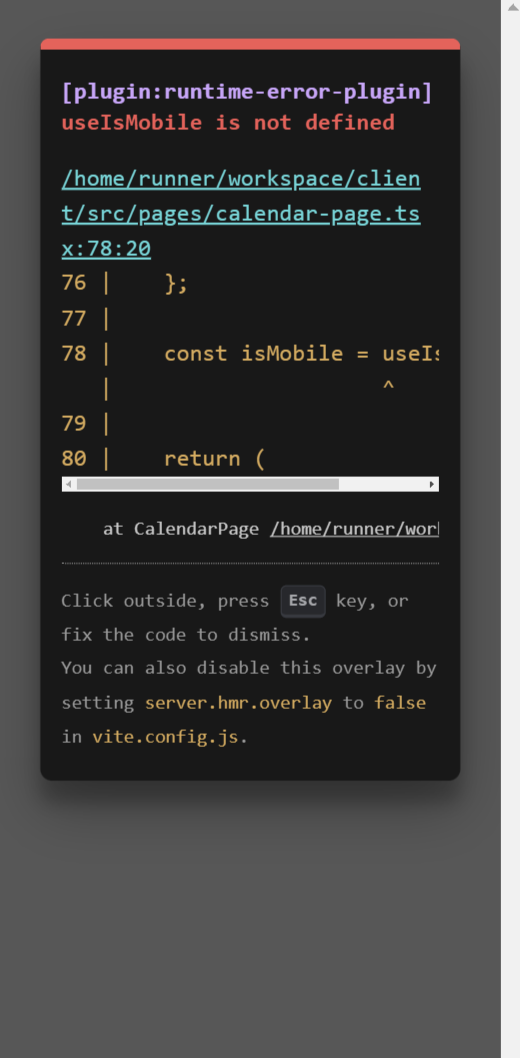 [plugin:runtime-error-plugin]
useIsMobile is not defined
/home/runner/workspace/clien
t/src/pages/calendar-page.ts
x:78:20
76 |    };
77 |
78 |    const isMobile = useIs
   |                     ^
79 |
80 |    return (
at CalendarPage /home/runner/work
Click outside, press Esc key, or
fix the code to dismiss.
You can also disable this overlay by
setting server.hmr.overlay to false
in vite.config.js.